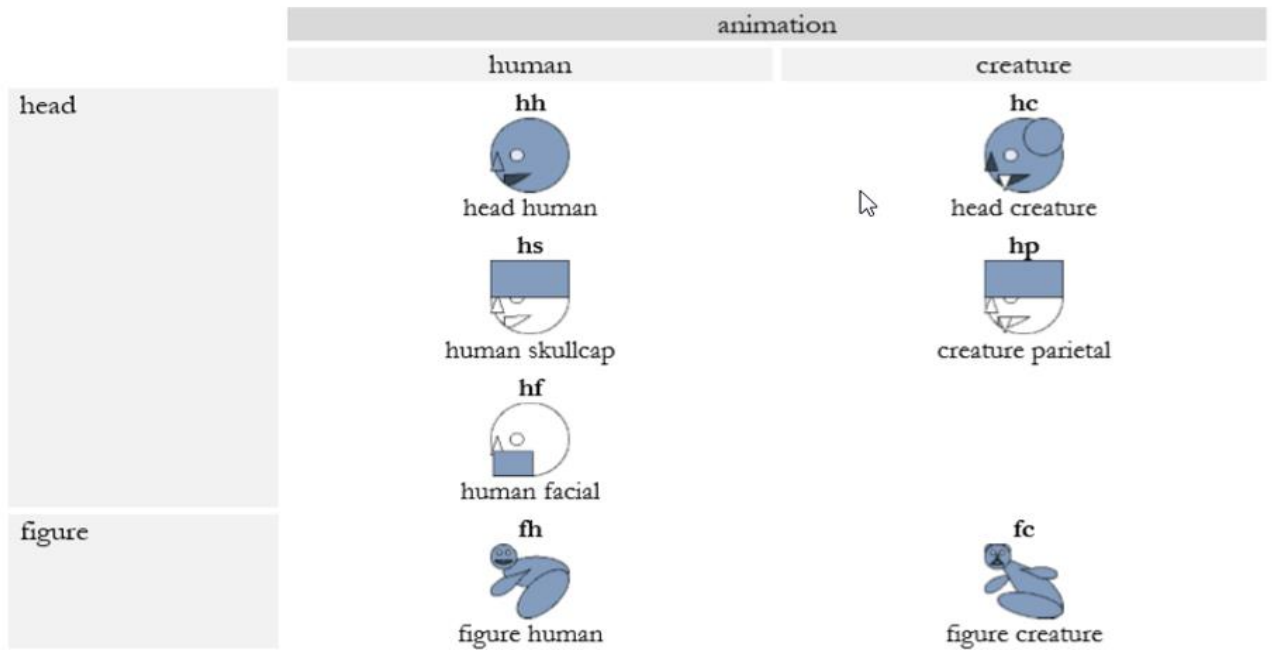 animation
human creature
head
hh hc
head human head creature
hs hp
human skullcap creature parietal
hf
human facial
figure
fh fc
figure human figure creature